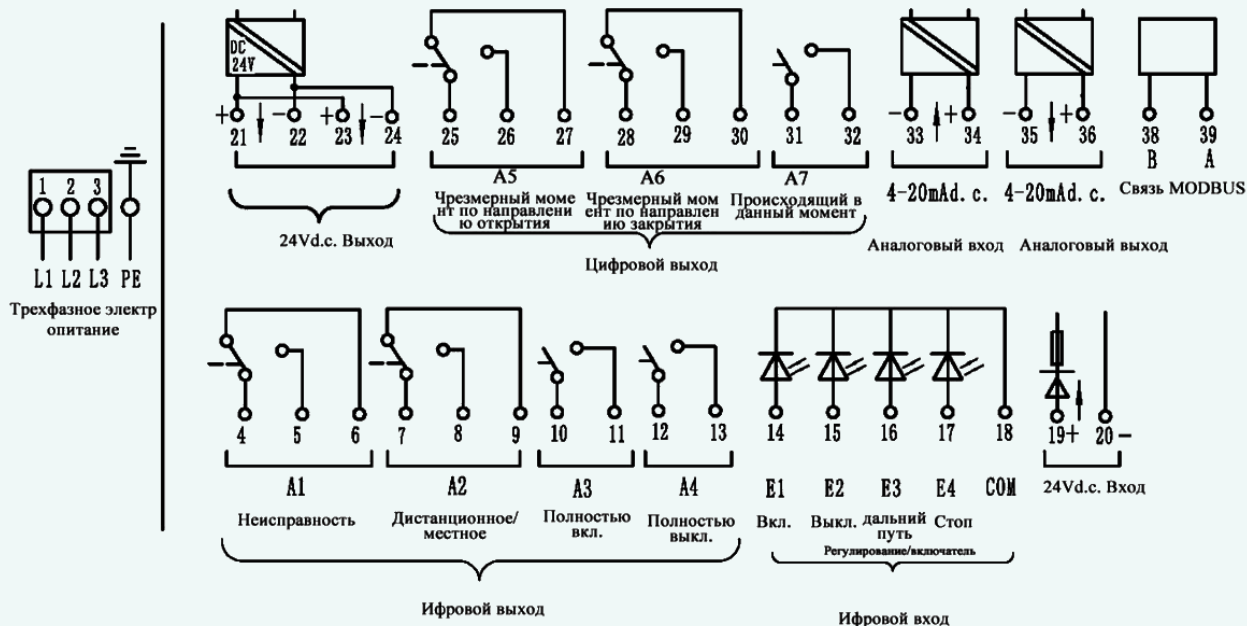 DC
24V
+ - + -
21 22 23 24
25 26 27
28 29 30
31 32
- +
33 34
- +
35 36
38 39
B A
A5
A6
A7
4-20mAd. c.
4-20mAd. c.
Связь MODBUS
Чрезмерный моме
нт по направлени
ю открытия
Чрезмерный мом
ент по направлен
ию закрытия
Происходящий в
данный момент
24Vd.c. Выход
Аналоговый вход
Аналоговый выход
Цифровой выход
1 2 3
L1 L2 L3 PE
Трехфазное электр
опитание
4 5 6
7 8 9
10 11
12 13
14 15 16 17 18
19+ 20-
A1
A2
A3
A4
E1 E2 E3 E4 COM
24Vd.c. Вход
Неисправность
Дистанционное/
местное
Полностью
вкл.
Полностью
выкл.
Вкл.
Выкл.
дальний
путь
Стоп
Регулирование/включатель
Ифровой выход
Ифровой вход